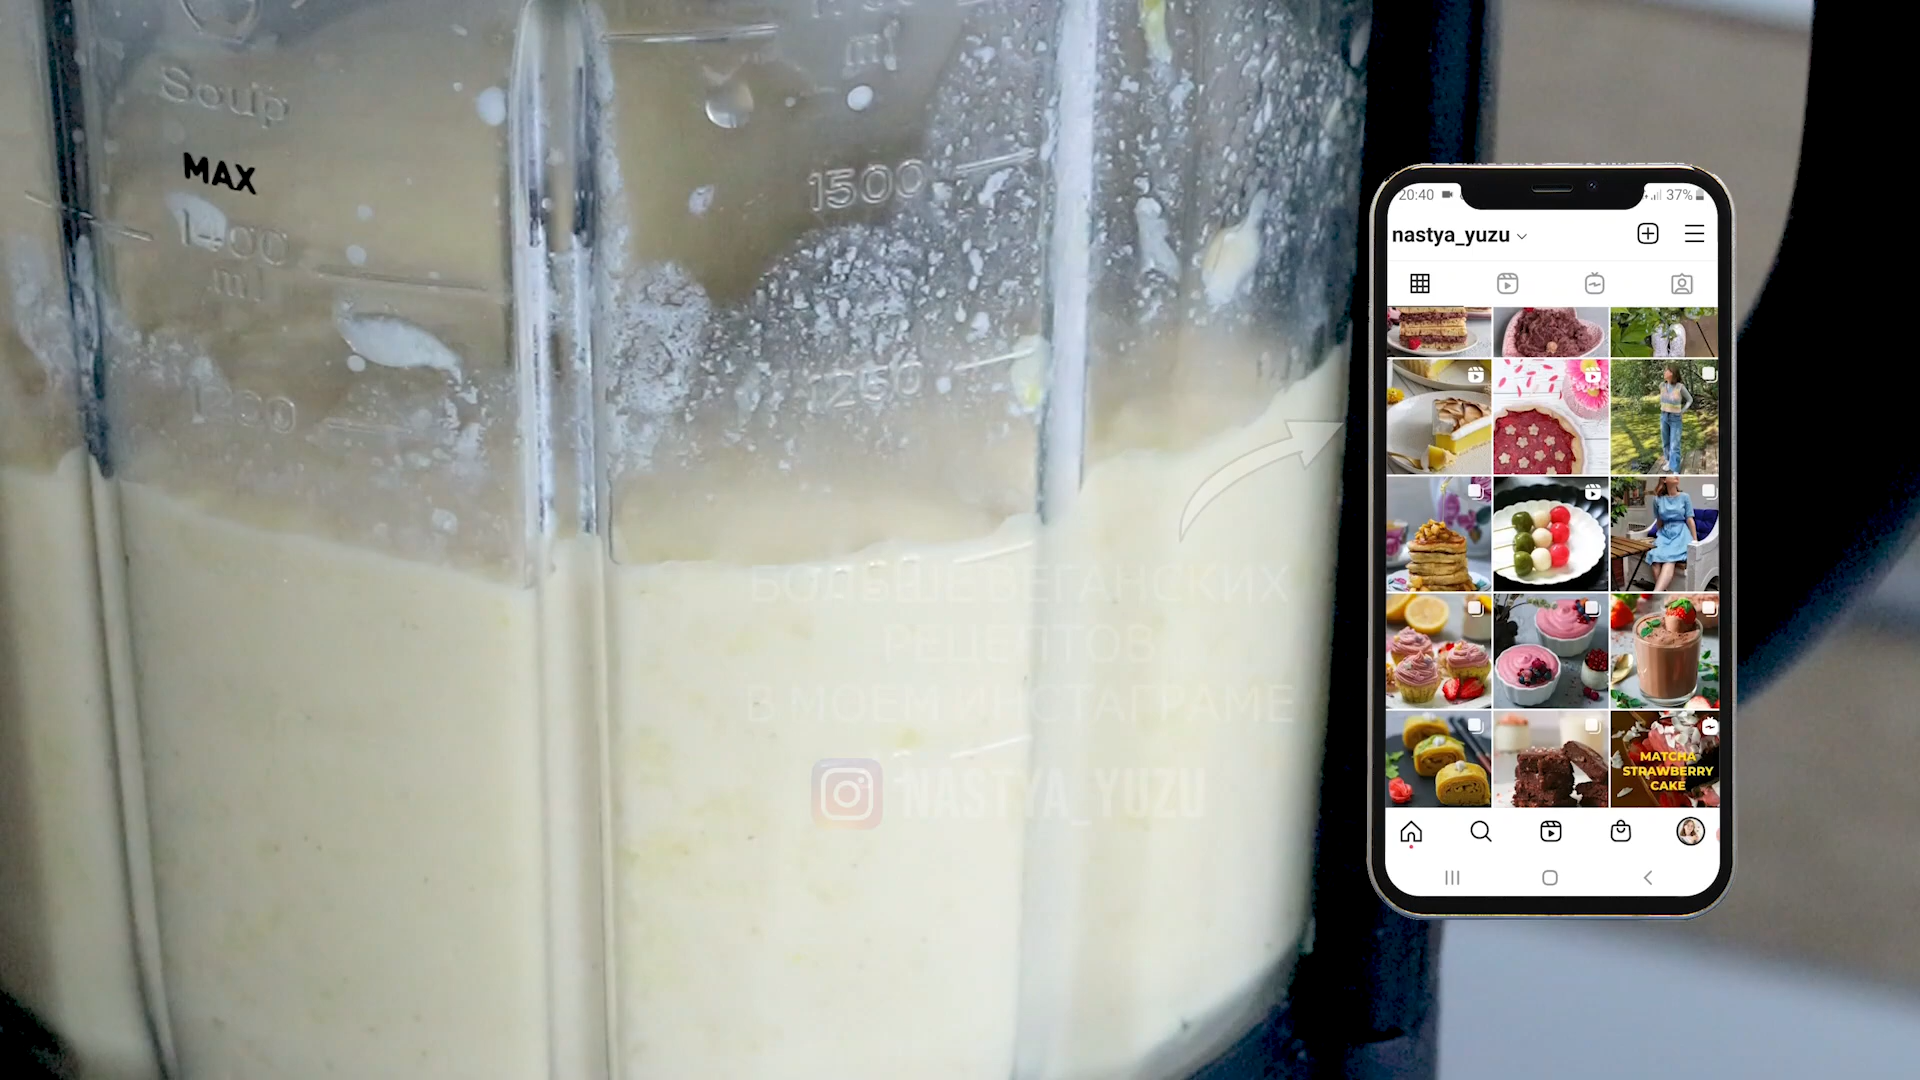 Soup
MAX
1400
ml
1200
ml
1500
1250
БОЛЬШЕ ВЕГАНСКИХ
РЕЦЕПТОВ
В МОЕМ ИНСТАГРАМЕ
NASTYA_YUZU
20:40
37%
nastya_yuzu
MATCHA
STRAWBERRY
CAKE